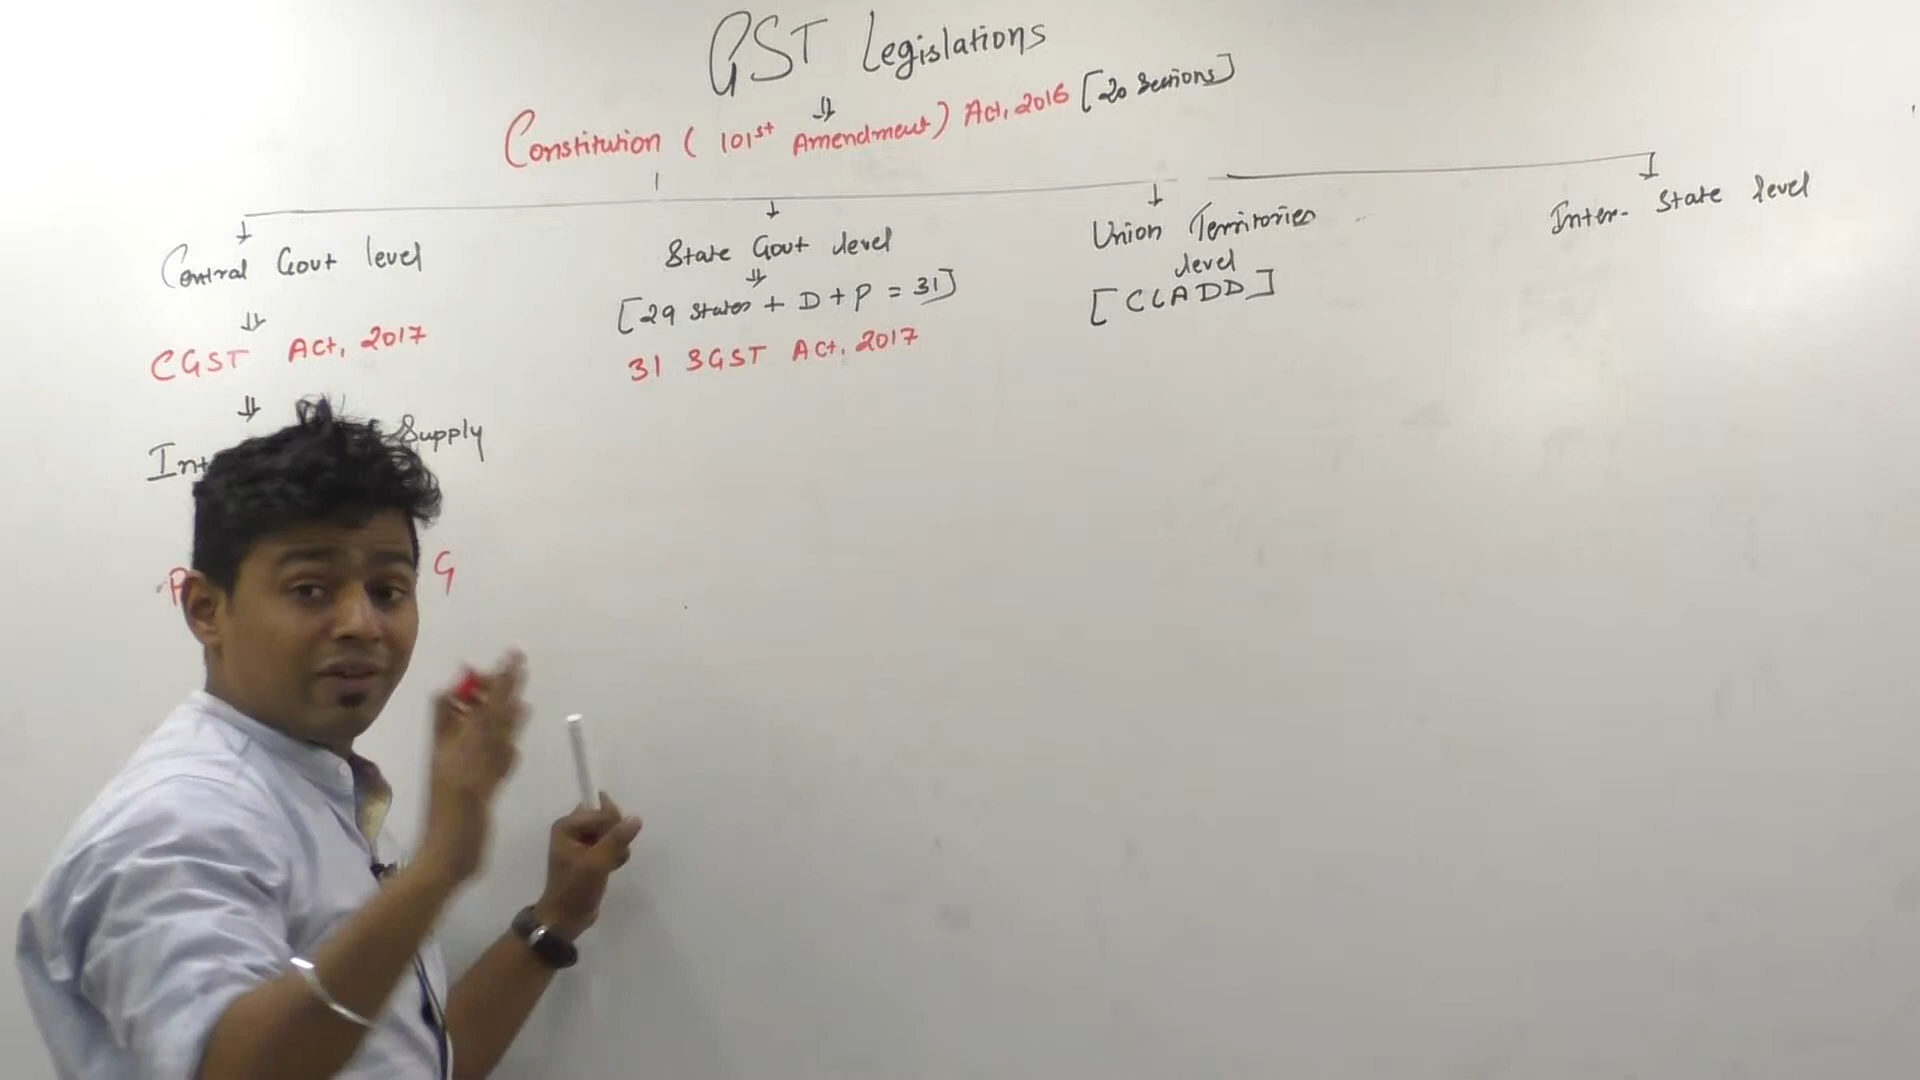 GST Legislations
Constitution ( 101st Amendment ) Act, 2016 [20 Sections]
Central Govt level
CGST Act, 2017
Supply
G
State Govt level
[29 States + D + P = 31]
31 SGST Act, 2017
Union Territories
level
[CLADD]
Inter- State level